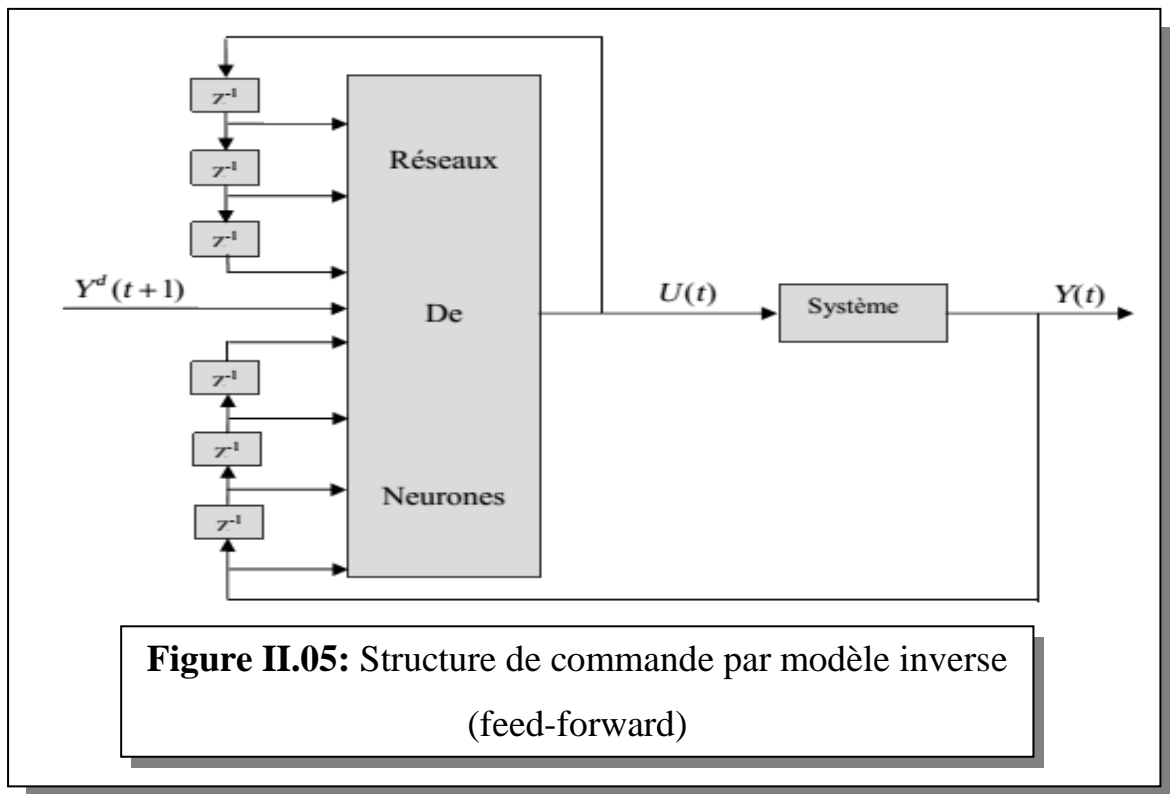 Z⁻¹
Z⁻¹
Z⁻¹
Réseaux
De
Neurones
Yᵈ(t+1)
U(t)
Système
Y(t)
Z⁻¹
Z⁻¹
Z⁻¹
Figure II.05: Structure de commande par modèle inverse
(feed-forward)